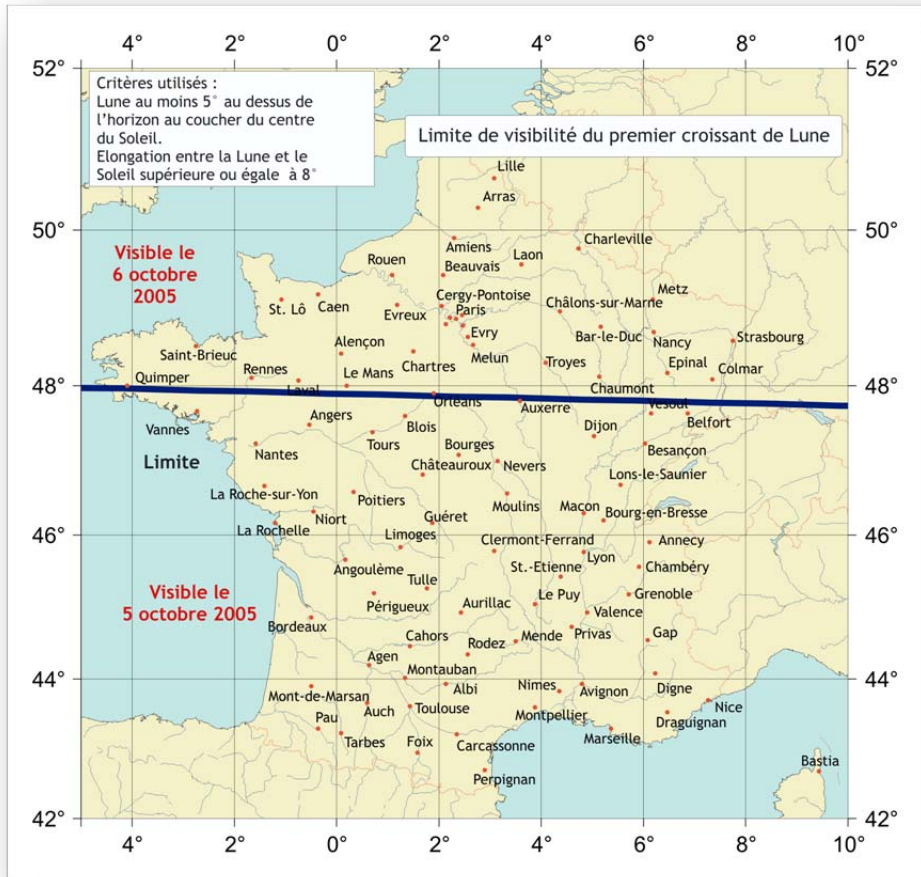 4° 2° 0° 2° 4° 6° 8° 10°
52° 52°
Critères utilisés :
Lune au moins 5° au dessus de
l'horizon au coucher du centre
du Soleil.
Elongation entre la Lune et le
Soleil supérieure ou égale à 8°
Limite de visibilité du premier croissant de Lune
Lille
Arras
50° 50°
Visible le
6 octobre
2005
Amiens
Charleville
Rouen
Beauvais
Laon
Cergy-Pontoise
Metz
St. Lô
Caen
Evreux
Paris
Châlons-sur-Marne
Evry
Bar-le-Duc
Nancy
Strasbourg
Saint-Brieuc
Alençon
Chartres
Melun
Troyes
Epinal
Colmar
Quimper
Rennes
Laval
Le Mans
Chaumont
48° 48°
Orléans
Auxerre
Vesoul
Vannes
Angers
Blois
Dijon
Belfort
Limite
Nantes
Tours
Bourges
Besançon
Châteauroux
Nevers
Lons-le-Saunier
La Roche-sur-Yon
Poitiers
Moulins
Macon
Bourg-en-Bresse
Niort
Guéret
La Rochelle
Limoges
46° 46°
Clermont-Ferrand
Lyon
Annecy
Angoulème
St.-Etienne
Chambéry
Visible le
5 octobre 2005
Tulle
Périgueux
Aurillac
Le Puy
Grenoble
Valence
Bordeaux
Cahors
Rodez
Mende
Privas
Gap
Agen
Montauban
44° 44°
Mont-de-Marsan
Albi
Nimes
Avignon
Digne
Auch
Toulouse
Montpellier
Nice
Pau
Draguignan
Tarbes
Foix
Carcassonne
Marseille
Bastia
Perpignan
42° 42°
4° 2° 0° 2° 4° 6° 8° 10°